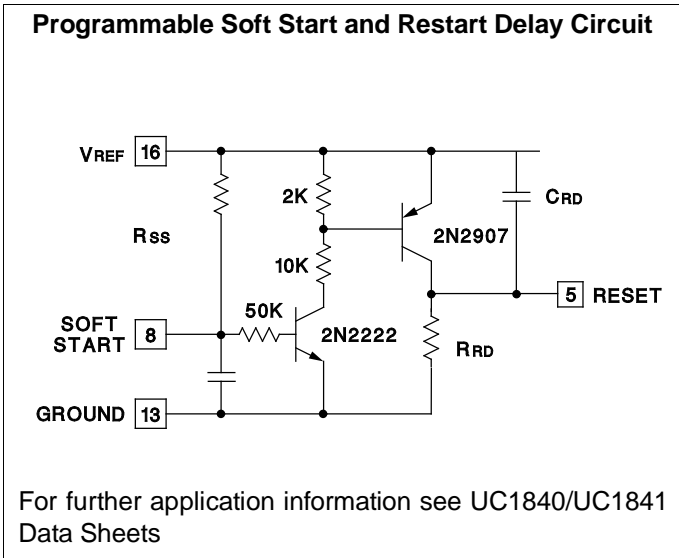 Programmable Soft Start and Restart Delay Circuit
VREF 16
2K
CRD
RSS
2N2907
10K
5 RESET
50K
SOFT
START 8
2N2222
RRD
GROUND 13
For further application information see UC1840/UC1841
Data Sheets